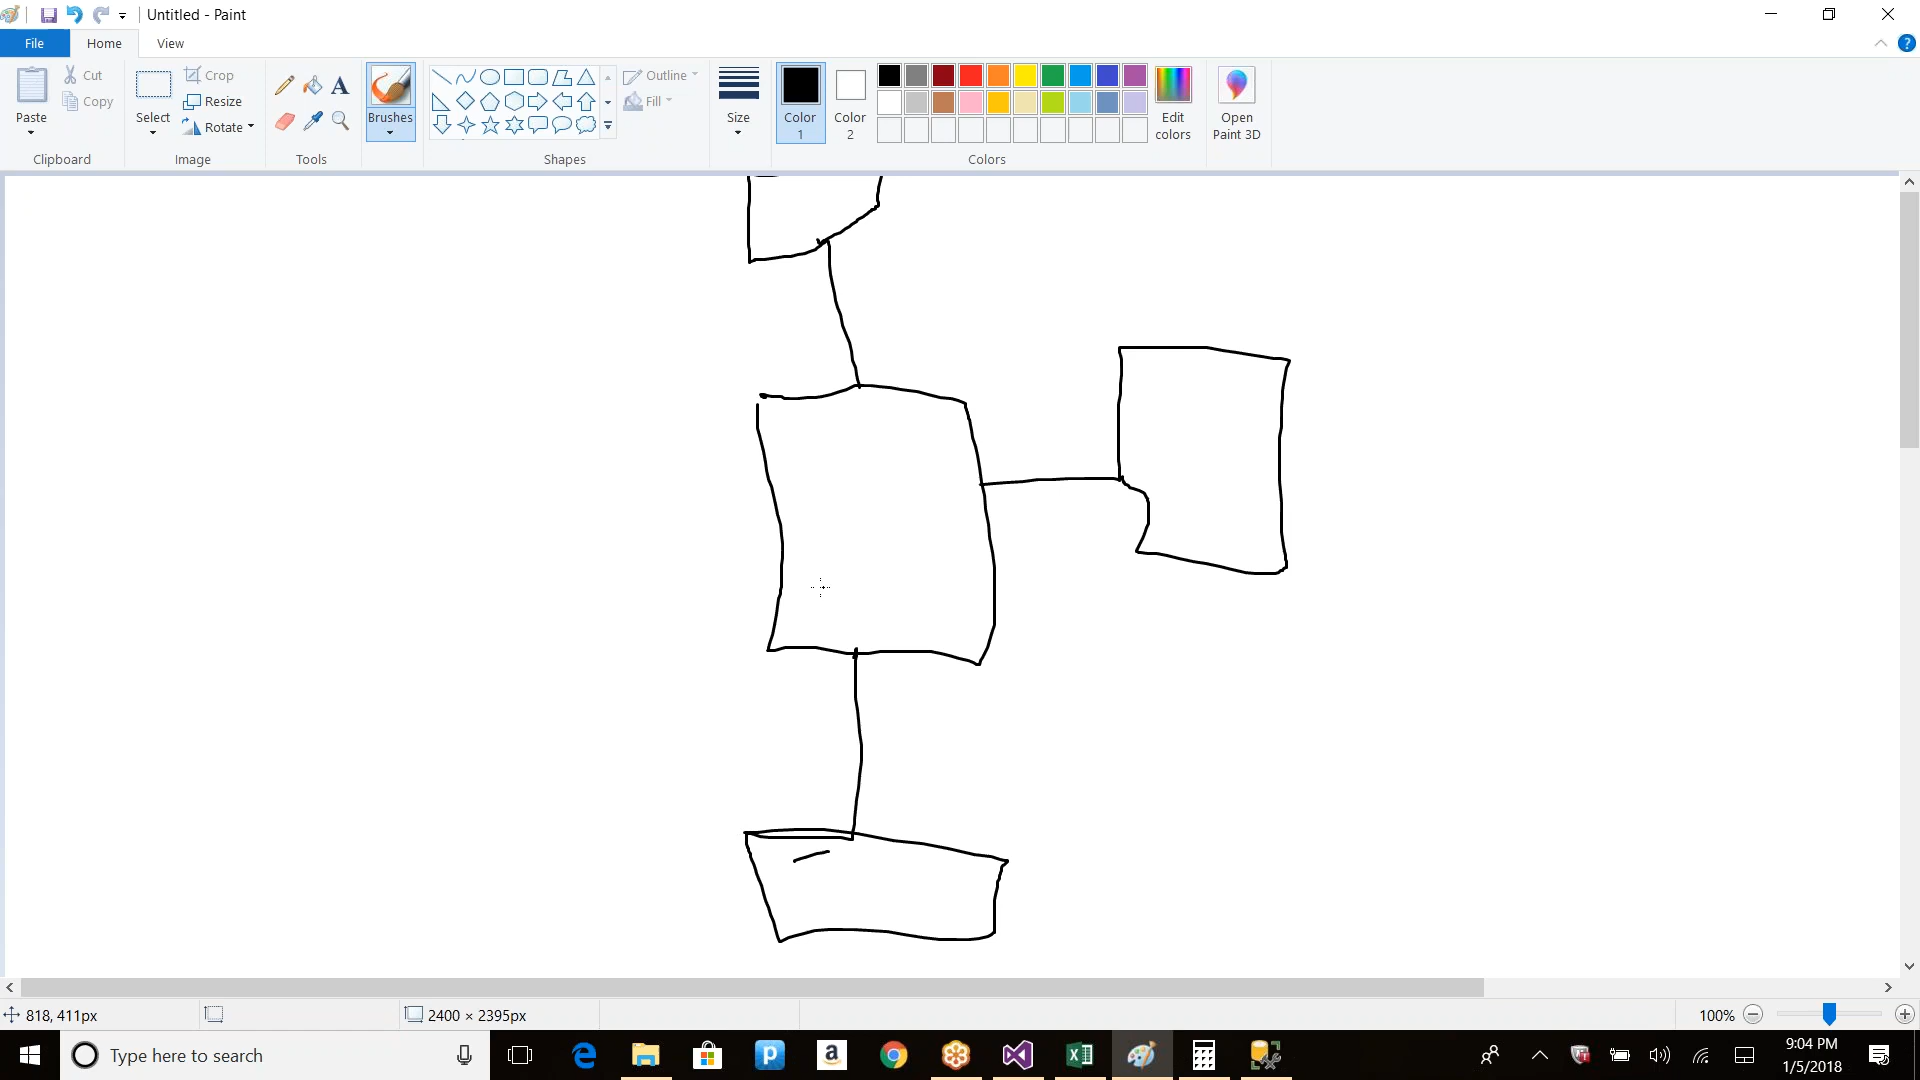 Untitled - Paint
File
Home
View
Paste
Cut
Copy
Clipboard
Select
Crop
Resize
Rotate
Image
Tools
Brushes
Outline
Fill
Shapes
Size
Color
1
Color
2
Edit
colors
Colors
Open
Paint 3D
818, 411px
2400 × 2395px
100%
Type here to search
9:04 PM
1/5/2018